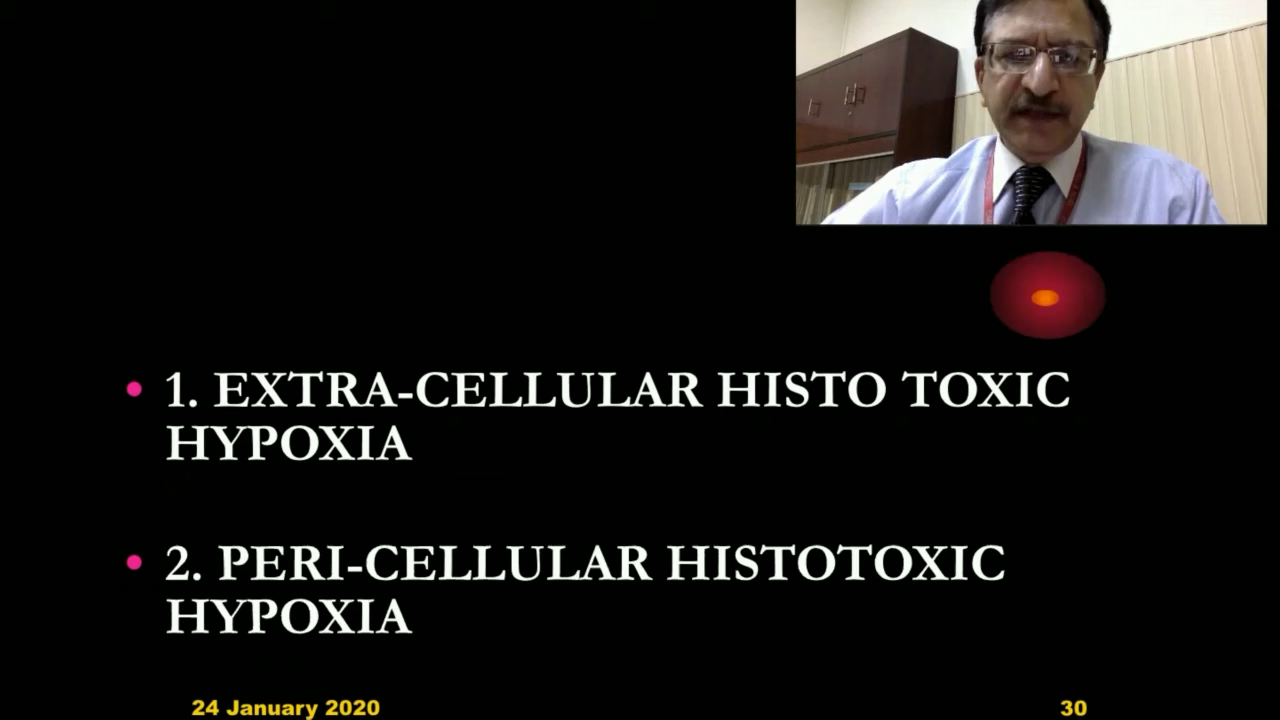 • 1. EXTRA-CELLULAR HISTO TOXIC
HYPOXIA
• 2. PERI-CELLULAR HISTOTOXIC
HYPOXIA
24 January 2020
30